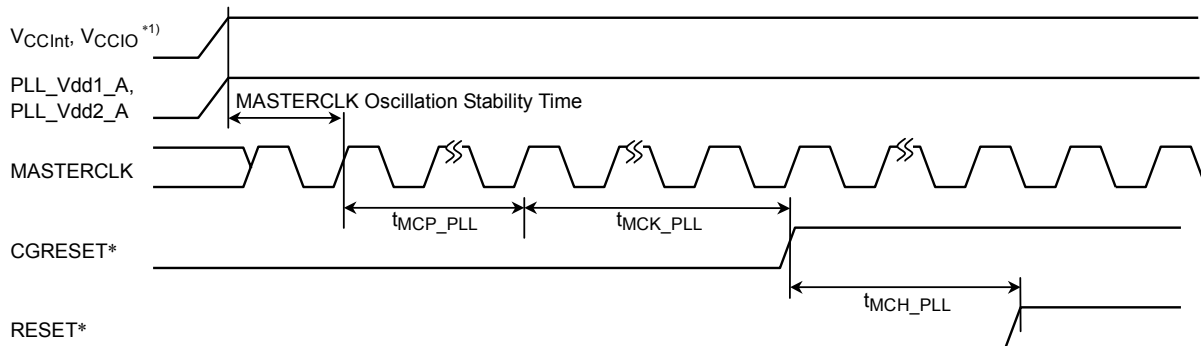 VCCInt, VCCIO *1)
PLL_Vdd1_A,
PLL_Vdd2_A
MASTERCLK Oscillation Stability Time
MASTERCLK
tMCP_PLL
tMCK_PLL
CGRESET*
tMCH_PLL
RESET*